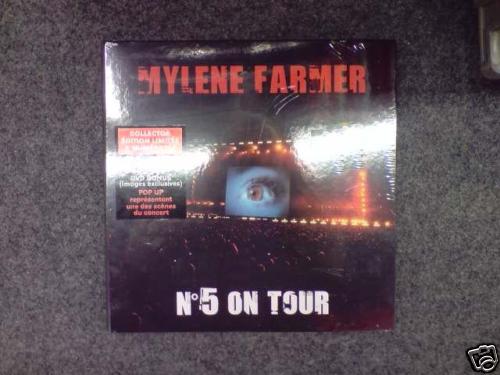 MYLENE FARMER
COLLECTOR
EDITION LIMITÉE
DVD BONUS
(Images exclusives)
POP UP
représentant
une des scènes
du concert
N°5 ON TOUR